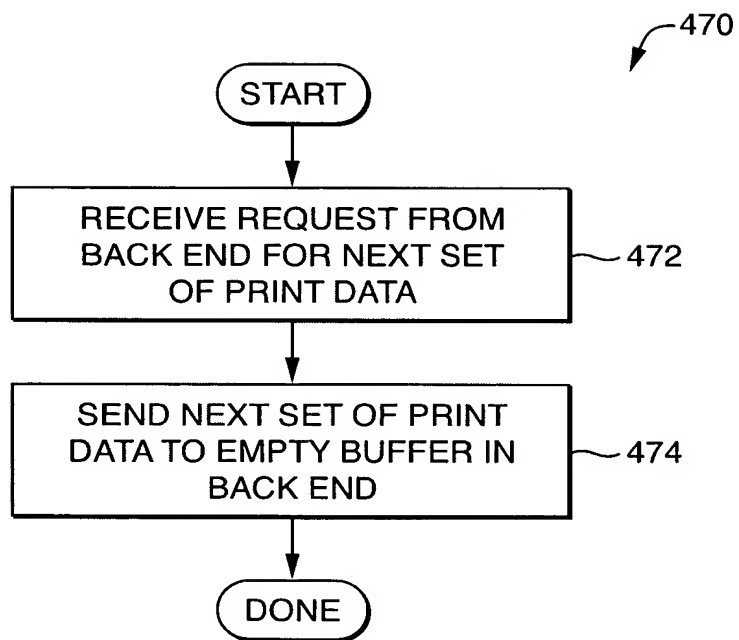 470
START
RECEIVE REQUEST FROM
BACK END FOR NEXT SET
OF PRINT DATA
472
SEND NEXT SET OF PRINT
DATA TO EMPTY BUFFER IN
BACK END
474
DONE